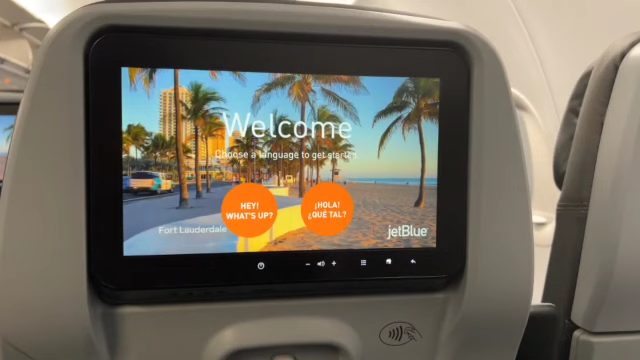 Welcome
Choose a language to get started.
HEY!
WHAT'S UP?
¡HOLA!
¿QUÉ TAL?
Fort Lauderdale
jetBlue